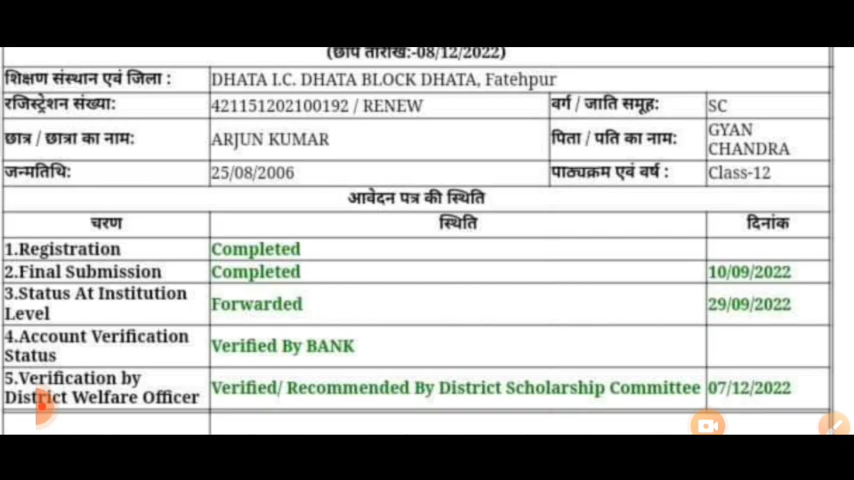 (छाप तारीख:-08/12/2022)
शिक्षण संस्थान एवं जिला : DHATA I.C. DHATA BLOCK DHATA, Fatehpur
रजिस्ट्रेशन संख्या: 421151202100192 / RENEW वर्ग / जाति समूह: SC
छात्र / छात्रा का नाम: ARJUN KUMAR पिता / पति का नाम: GYAN CHANDRA
जन्मतिथि: 25/08/2006 पाठ्यक्रम एवं वर्ष : Class-12
आवेदन पत्र की स्थिति
चरण स्थिति दिनांक
1.Registration Completed
2.Final Submission Completed 10/09/2022
3.Status At Institution Level Forwarded 29/09/2022
4.Account Verification Status Verified By BANK
5.Verification by District Welfare Officer Verified/ Recommended By District Scholarship Committee 07/12/2022